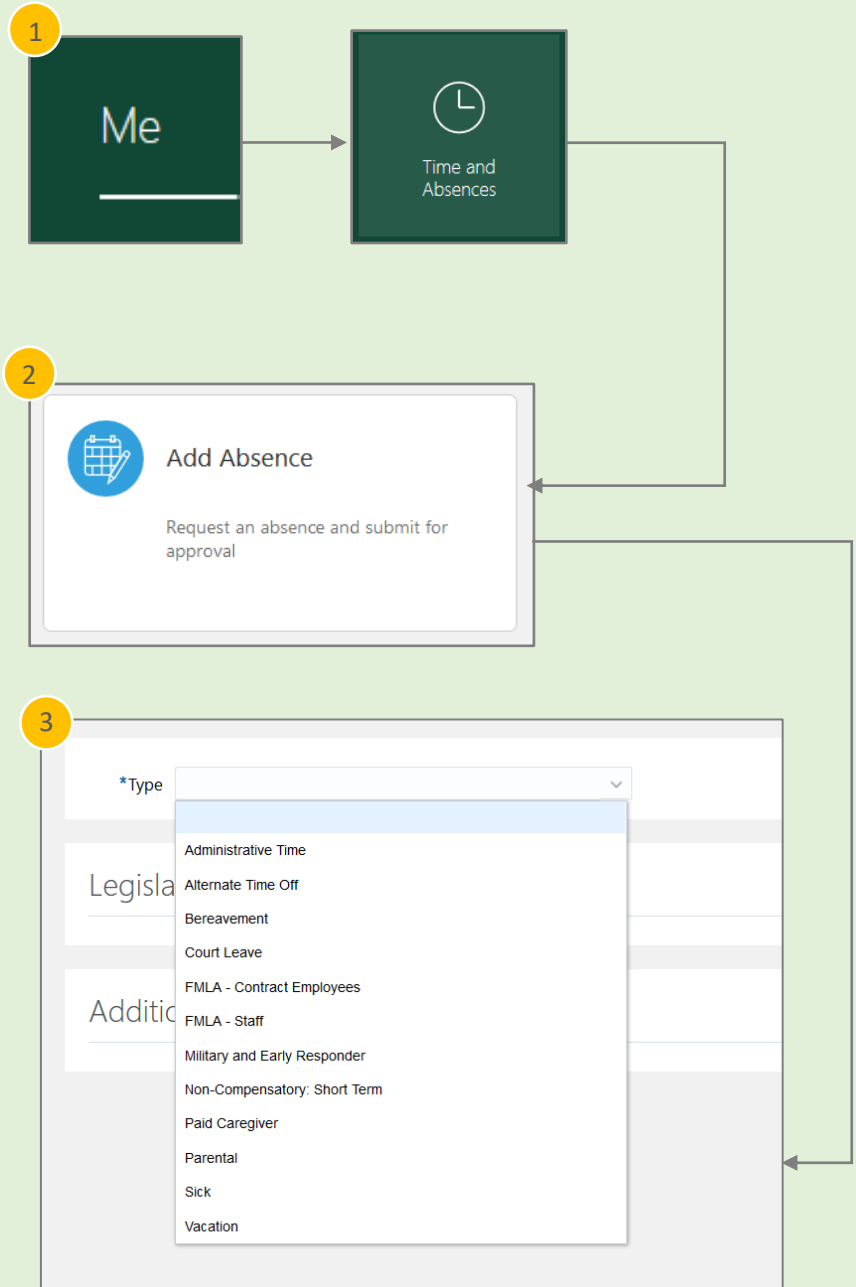 1
Me
Time and
Absences
2
Add Absence
Request an absence and submit for
approval
3
*Type
Administrative Time
Legisla
Alternate Time Off
Bereavement
Court Leave
FMLA - Contract Employees
Additic
FMLA - Staff
Military and Early Responder
Non-Compensatory: Short Term
Paid Caregiver
Parental
Sick
Vacation